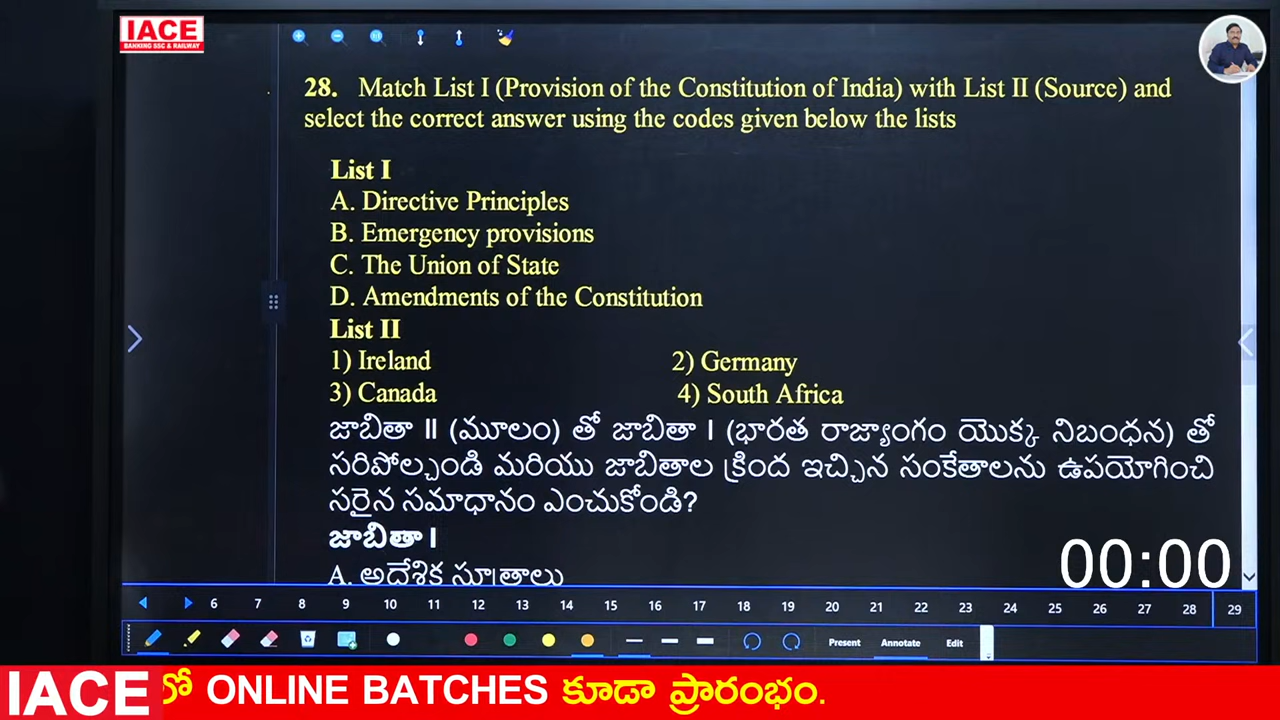 IACE
BANKING SSC & RAILWAY
28. Match List I (Provision of the Constitution of India) with List II (Source) and
select the correct answer using the codes given below the lists
List I
A. Directive Principles
B. Emergency provisions
C. The Union of State
D. Amendments of the Constitution
List II
1) Ireland 2) Germany
3) Canada 4) South Africa
జాబితా II (మూలం) తో జాబితా I (భారత రాజ్యాంగం యొక్క నిబంధన) తో
సరిపోల్చండి మరియు జాబితాల క్రింద ఇచ్చిన సంకేతాలను ఉపయోగించి
సరైన సమాధానం ఎంచుకోండి?
జాబితా I
A. అదేశిక సూత్రాలు
00:00
6 7 8 9 10 11 12 13 14 15 16 17 18 19 20 21 22 23 24 25 26 27 28 29
Present Annotate Edit
IACE లో ONLINE BATCHES కూడా ప్రారంభం.